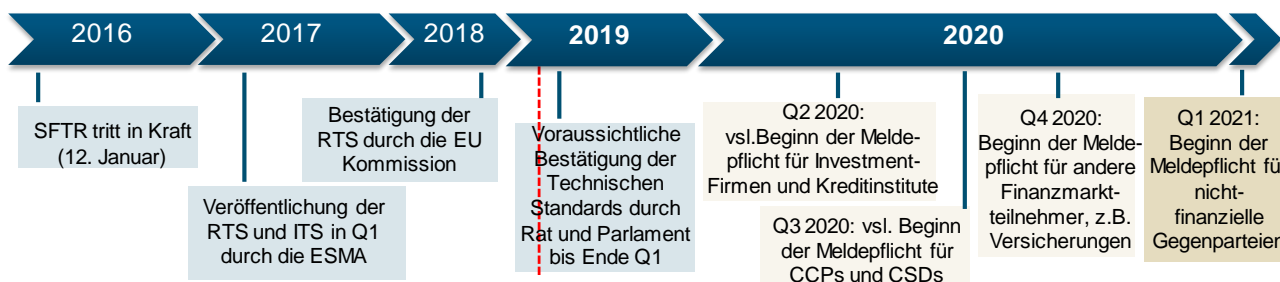 2016
2017
2018
2019
2020
SFTR tritt in Kraft
(12. Januar)
Veröffentlichung der
RTS und ITS in Q1
durch die ESMA
Bestätigung der
RTS durch die EU
Kommission
Voraussichtliche
Bestätigung der
Technischen
Standards durch
Rat und Parlament
bis Ende Q1
Q2 2020:
vsl.Beginn der Melde-
pflicht für Investment-
Firmen und Kreditinstitute
Q3 2020: vsl. Beginn
der Meldepflicht für
CCPs und CSDs
Q4 2020:
Beginn der Melde-
pflicht für andere
Finanzmarkt-
teilnehmer, z.B.
Versicherungen
Q1 2021:
Beginn der
Meldepflicht für
nicht-
finanzielle
Gegenparteien